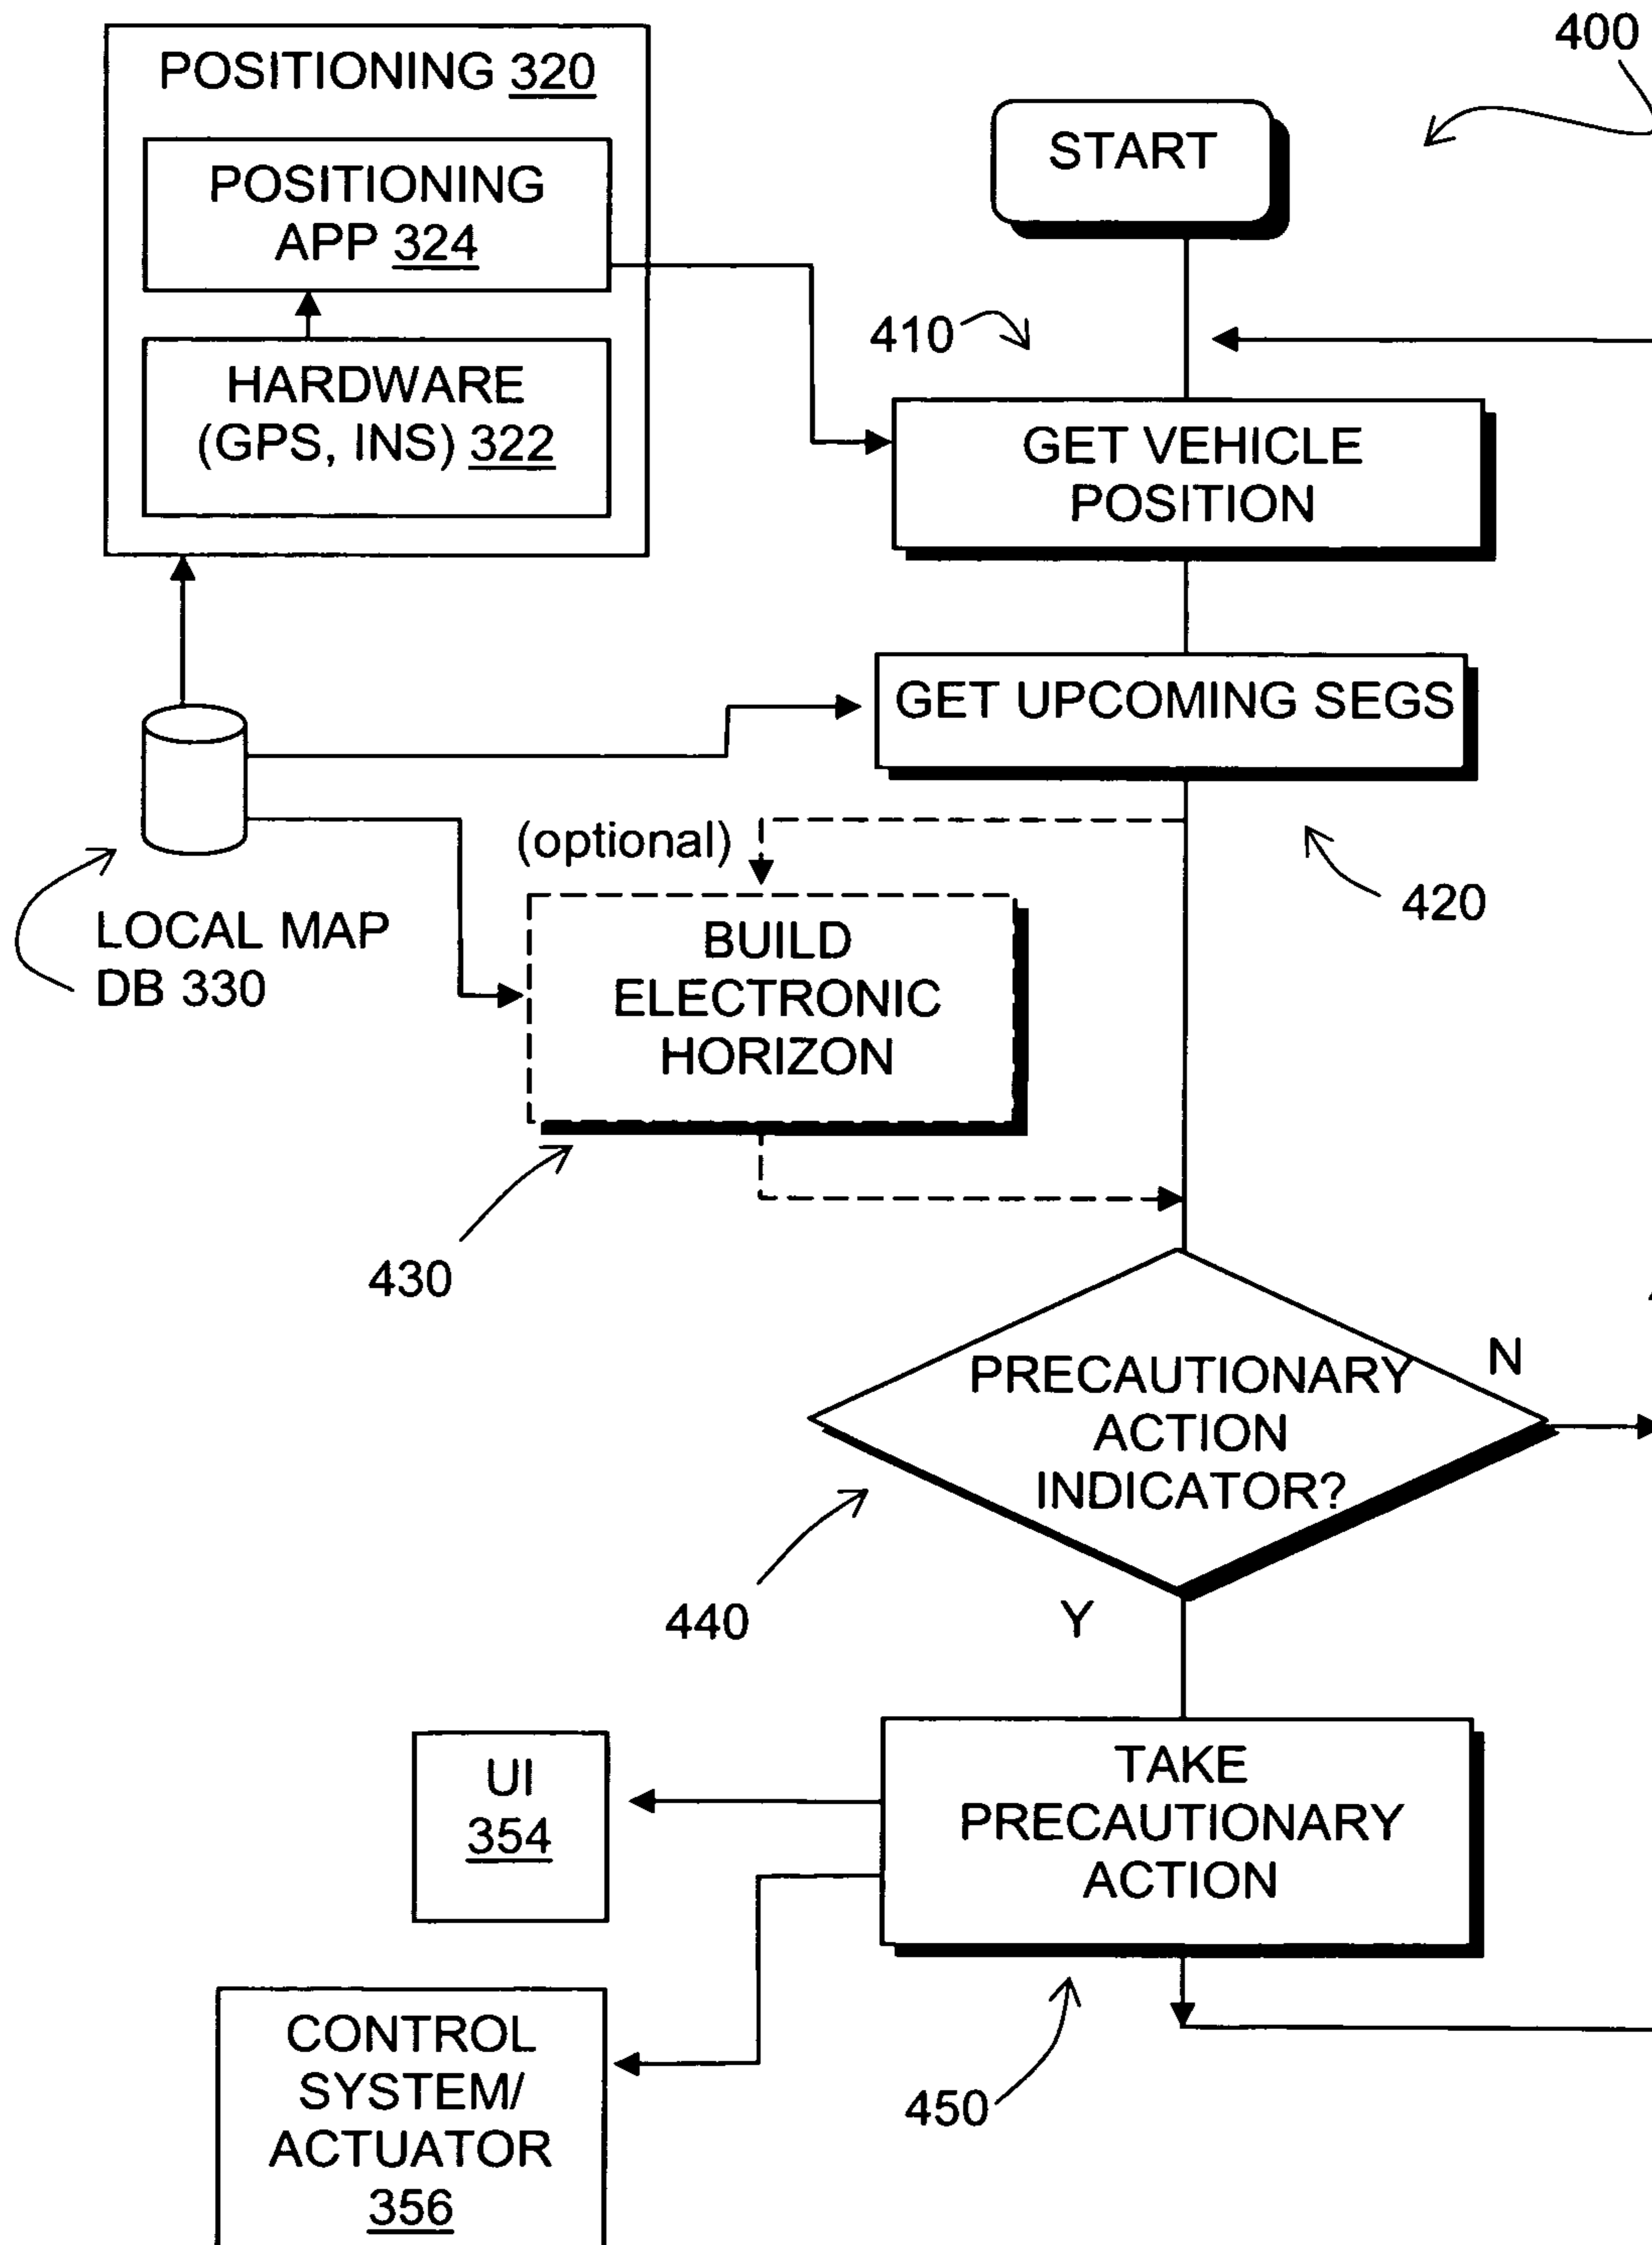 400
POSITIONING 320
START
POSITIONING
APP 324
410
HARDWARE
(GPS, INS) 322
GET VEHICLE
POSITION
GET UPCOMING SEGS
(optional)
420
LOCAL MAP
DB 330
BUILD
ELECTRONIC
HORIZON
430
N
PRECAUTIONARY
ACTION
INDICATOR?
440
Y
UI
354
TAKE
PRECAUTIONARY
ACTION
CONTROL
SYSTEM/
ACTUATOR
356
450